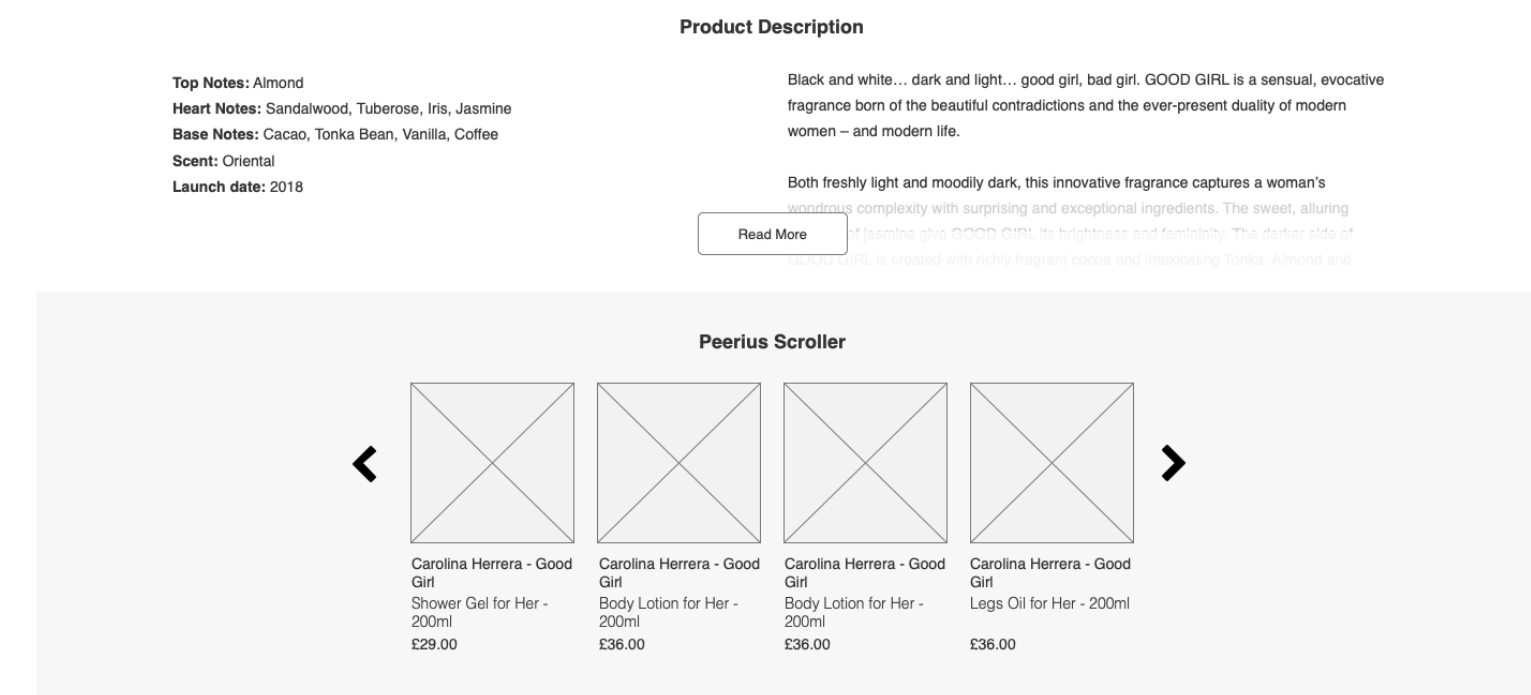 Product Description
Top Notes: Almond
Heart Notes: Sandalwood, Tuberose, Iris, Jasmine
Base Notes: Cacao, Tonka Bean, Vanilla, Coffee
Scent: Oriental
Launch date: 2018
Black and white… dark and light… good girl, bad girl. GOOD GIRL is a sensual, evocative
fragrance born of the beautiful contradictions and the ever-present duality of modern
women – and modern life.
Both freshly light and moodily dark, this innovative fragrance captures a woman’s
wondrous complexity with surprising and exceptional ingredients. The sweet, alluring
of jasmine give GOOD GIRL its brightness and femininity. The darker side of
GOOD GIRL is created with richly fragrant cocoa and intoxicating Tonka. Almond and
Read More
Peerius Scroller
Carolina Herrera - Good
Girl
Shower Gel for Her -
200ml
£29.00
Carolina Herrera - Good
Girl
Body Lotion for Her -
200ml
£36.00
Carolina Herrera - Good
Girl
Body Lotion for Her -
200ml
£36.00
Carolina Herrera - Good
Girl
Legs Oil for Her - 200ml
£36.00